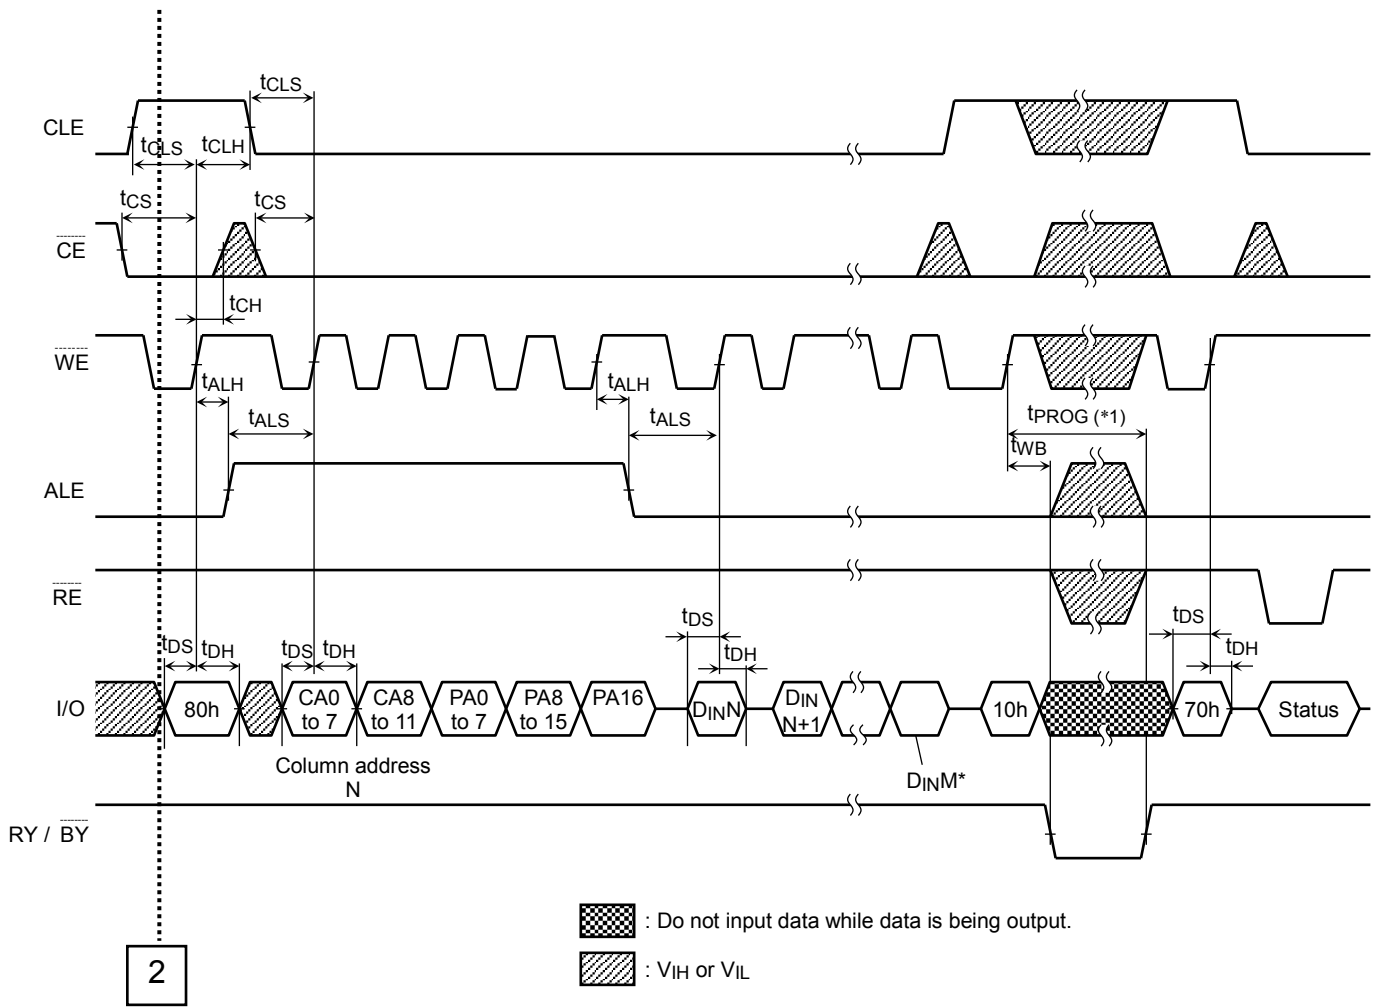 tCLS
CLE
tCLS tCLH
tCS tCS
CE
tCH
WE
tALH tALH
tALS tALS
tPROG (*1)
tWB
ALE
RE
tDS tDH tDS tDH tDS tDH tDS tDH
I/O
80h
CA0 to 7
CA8 to 11
PA0 to 7
PA8 to 15
PA16
DINN
DIN N+1
10h
70h
Status
Column address
N
DINM*
RY / BY
: Do not input data while data is being output.
2
: VIH or VIL